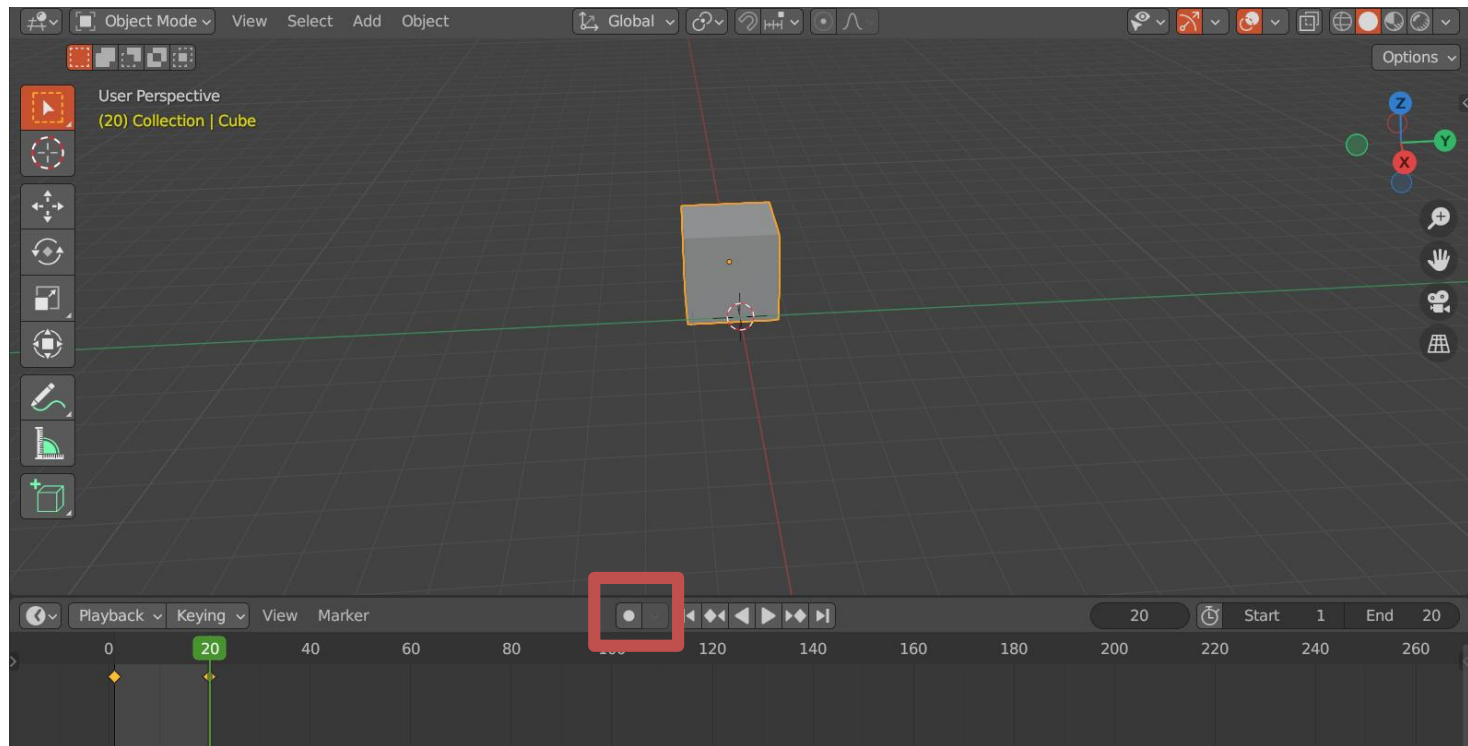 Object Mode View Select Add Object Global
Options
User Perspective
(20) Collection | Cube
Z
Y
X
Playback Keying View Marker 20 Start 1 End 20
0 20 40 60 80 100 120 140 160 180 200 220 240 260